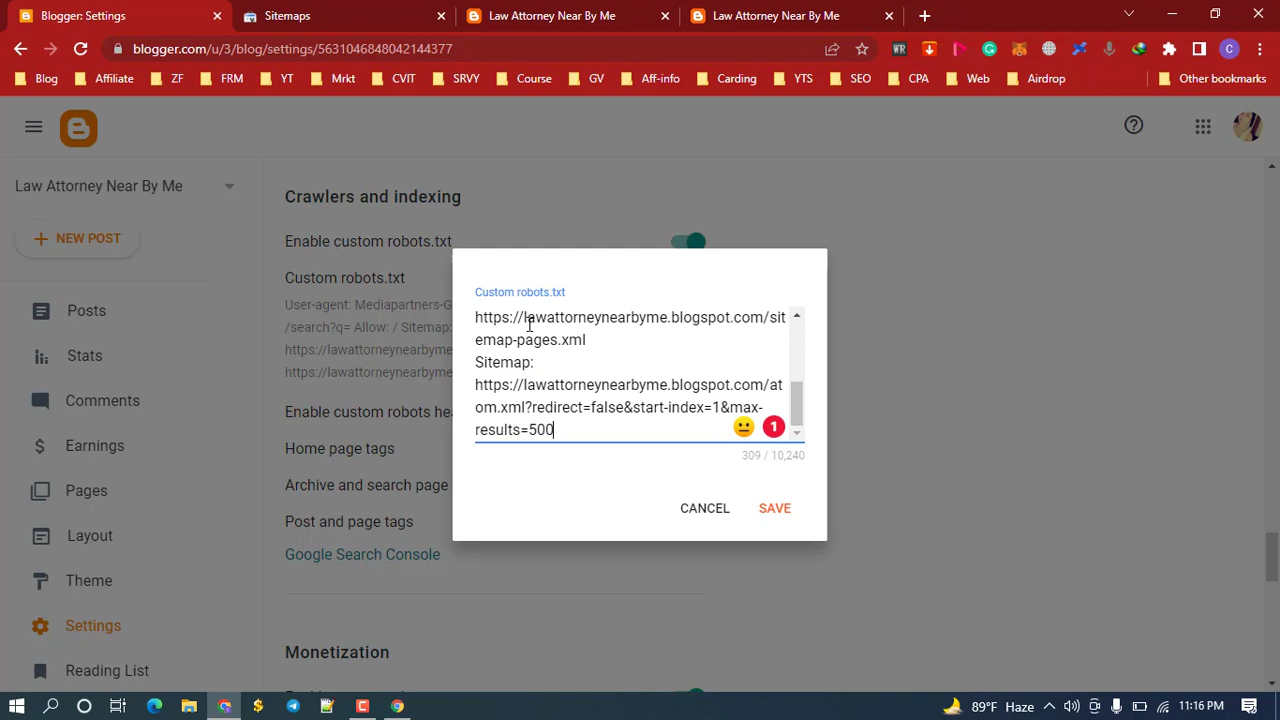 Blogger: Settings
Sitemaps
Law Attorney Near By Me
Law Attorney Near By Me
blogger.com/u/3/blog/settings/5631046848042144377
WR
C
Blog
Affiliate
ZF
FRM
YT
Mrkt
CVIT
SRVY
Course
GV
Aff-info
Carding
YTS
SEO
CPA
Web
Airdrop
Other bookmarks
Law Attorney Near By Me
NEW POST
Posts
Stats
Comments
Earnings
Pages
Layout
Theme
Settings
Reading List
Crawlers and indexing
Enable custom robots.txt
Custom robots.txt
User-agent: Mediapartners-G
/search?q= Allow: / Sitemap:
https://lawattorneynearbyme
https://lawattorneynearbyme
Enable custom robots hea
Home page tags
Archive and search page
Post and page tags
Google Search Console
Monetization
Custom robots.txt
https://lawattorneynearbyme.blogspot.com/sit
emap-pages.xml
Sitemap:
https://lawattorneynearbyme.blogspot.com/at
om.xml?redirect=false&start-index=1&max-
results=500
1
309 / 10,240
CANCEL
SAVE
89°F Haze
11:16 PM